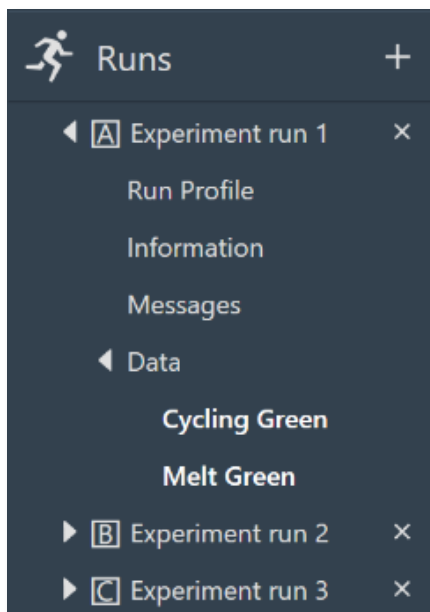 Runs
A Experiment run 1
Run Profile
Information
Messages
Data
Cycling Green
Melt Green
B Experiment run 2
C Experiment run 3